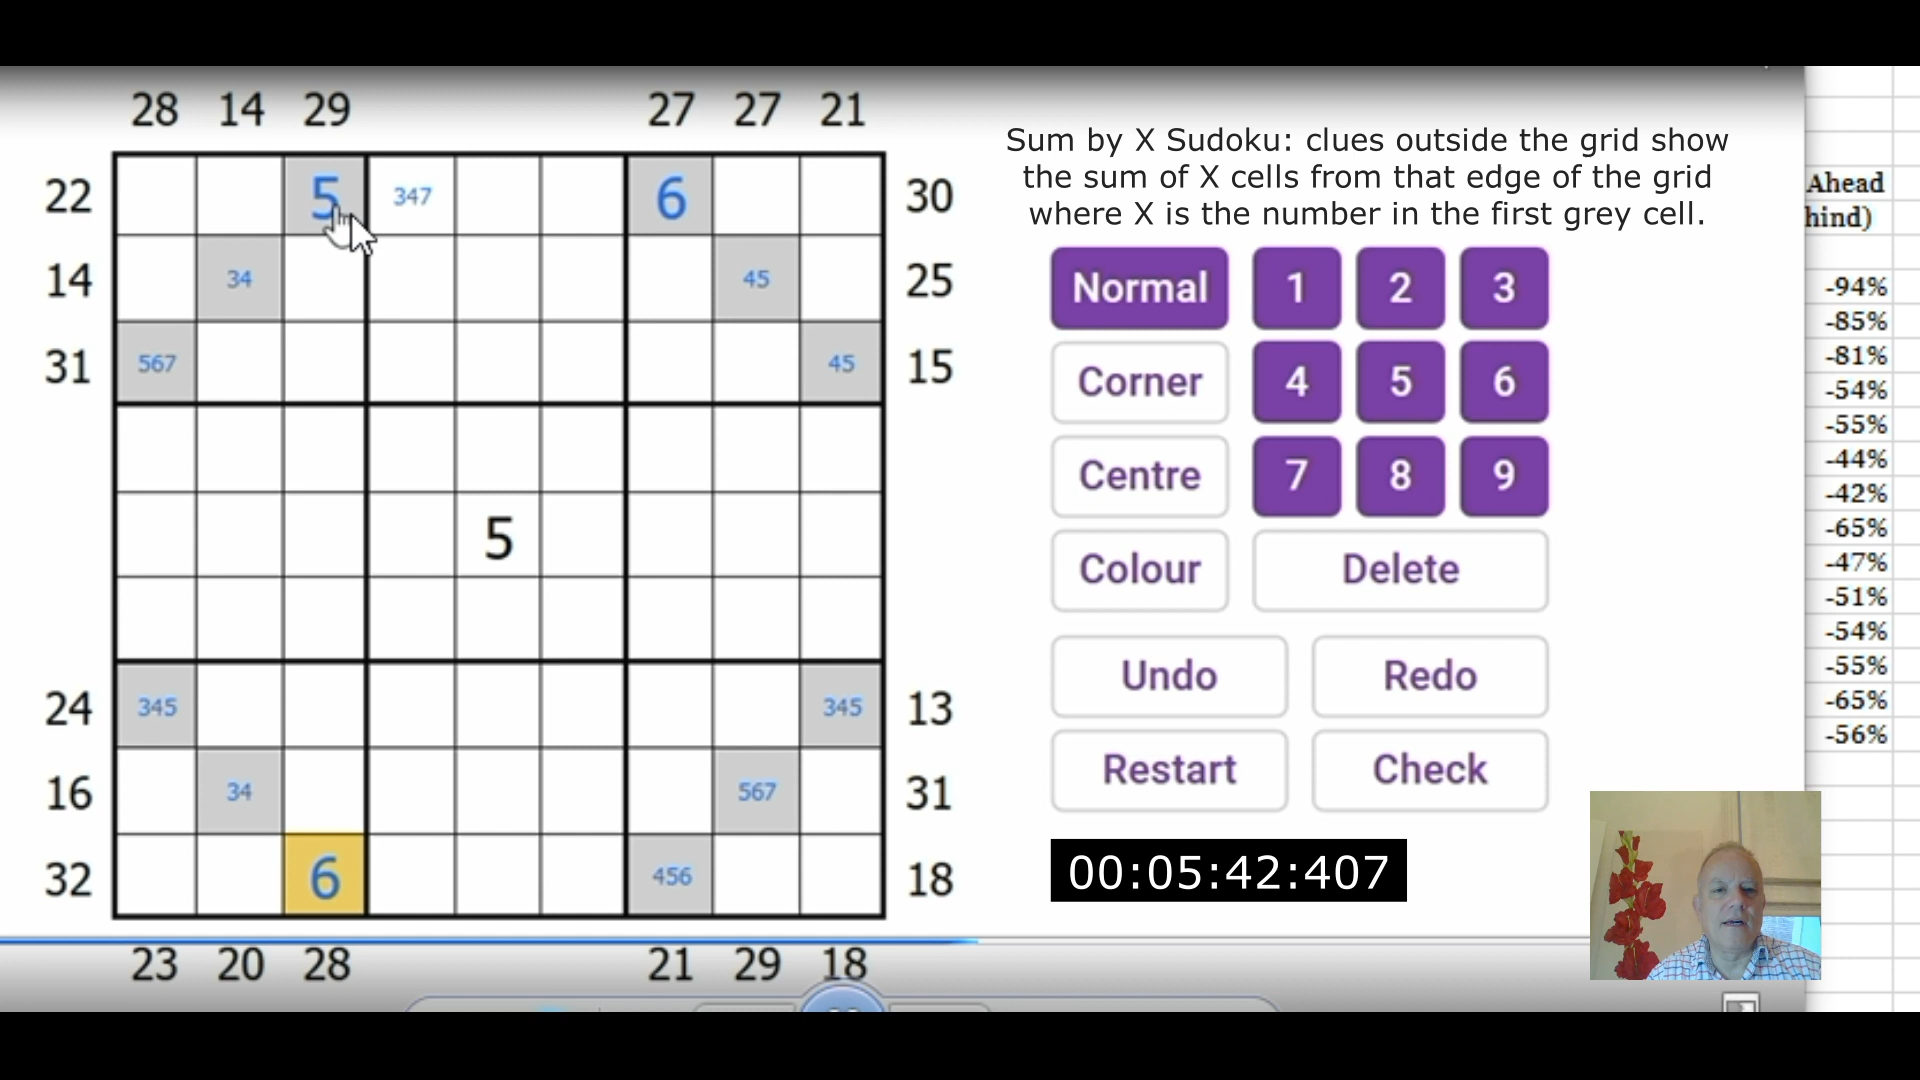 28 14 29 27 27 21
Sum by X Sudoku: clues outside the grid show
the sum of X cells from that edge of the grid
where X is the number in the first grey cell.
22 5 347 6 30
14 34 45 25
31 567 45 15
5
24 345 345 13
16 34 567 31
32 6 456 18
23 20 28 21 29 18
Normal 1 2 3
Corner 4 5 6
Centre 7 8 9
Colour Delete
Undo Redo
Restart Check
00:05:42:407
Ahead
hind)
-94%
-85%
-81%
-54%
-55%
-44%
-42%
-65%
-47%
-51%
-54%
-55%
-65%
-56%